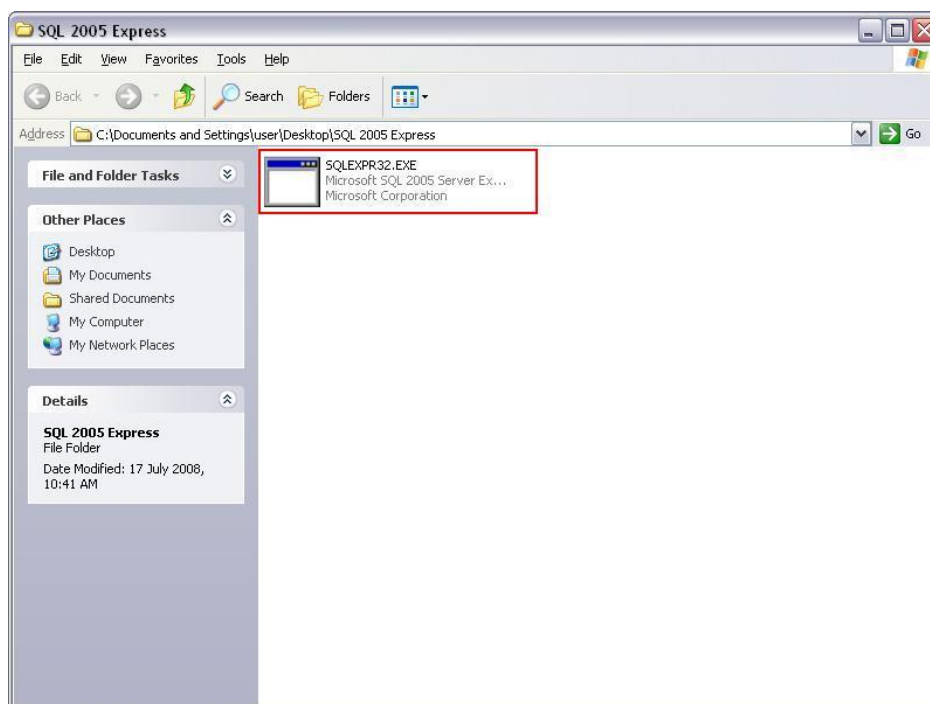 SQL 2005 Express
File Edit View Favorites Tools Help
Back Search Folders
Address C:\Documents and Settings\user\Desktop\SQL 2005 Express Go
File and Folder Tasks
Other Places
Desktop
My Documents
Shared Documents
My Computer
My Network Places
Details
SQL 2005 Express
File Folder
Date Modified: 17 July 2008,
10:41 AM
SQLEXPR32.EXE
Microsoft SQL 2005 Server Ex...
Microsoft Corporation